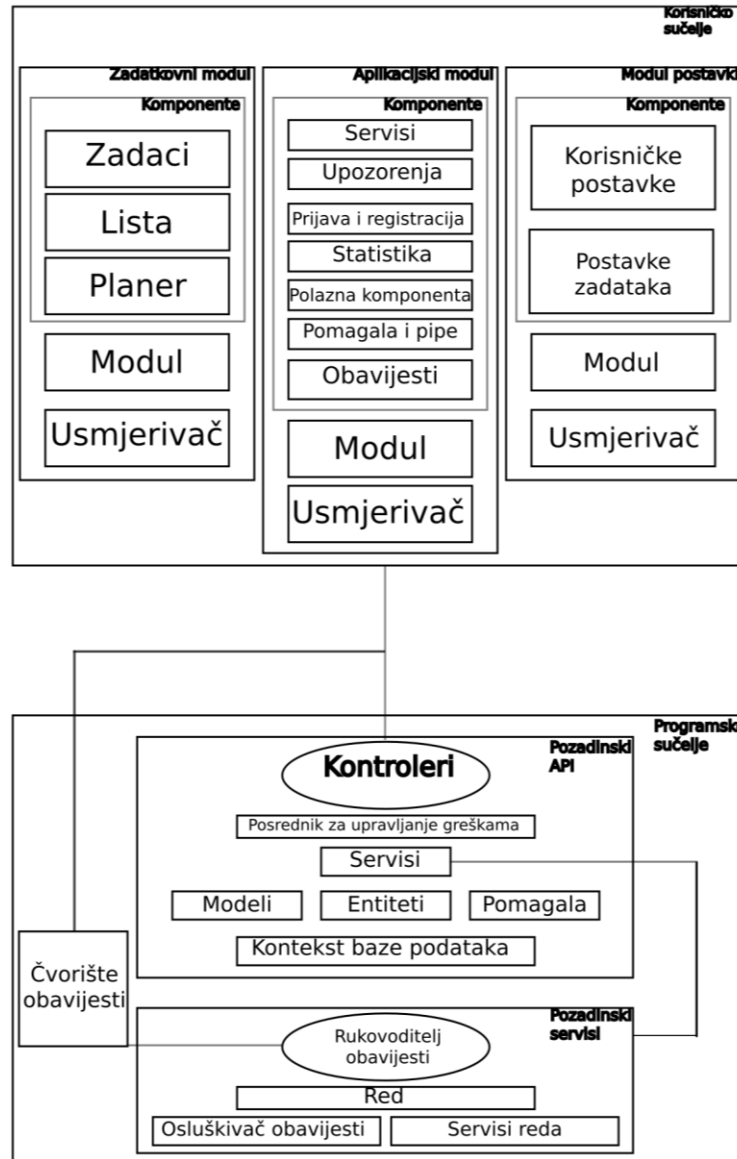 Korisničko
sučelje
Zadatkovni modul
Komponente
Zadaci
Lista
Planer
Modul
Usmjerivač
Aplikacijski modul
Komponente
Servisi
Upozorenja
Prijava i registracija
Statistika
Polazna komponenta
Pomagala i pipe
Obavijesti
Modul
Usmjerivač
Modul postavki
Komponente
Korisničke
postavke
Postavke
zadataka
Modul
Usmjerivač
Programsk
sučelje
Pozadinski
API
Kontroleri
Posrednik za upravljanje greškama
Servisi
Modeli
Entiteti
Pomagala
Kontekst baze podataka
Čvorište
obavijesti
Pozadinski
servisi
Rukovoditelj
obavijesti
Red
Osluškivač obavijesti
Servisi reda